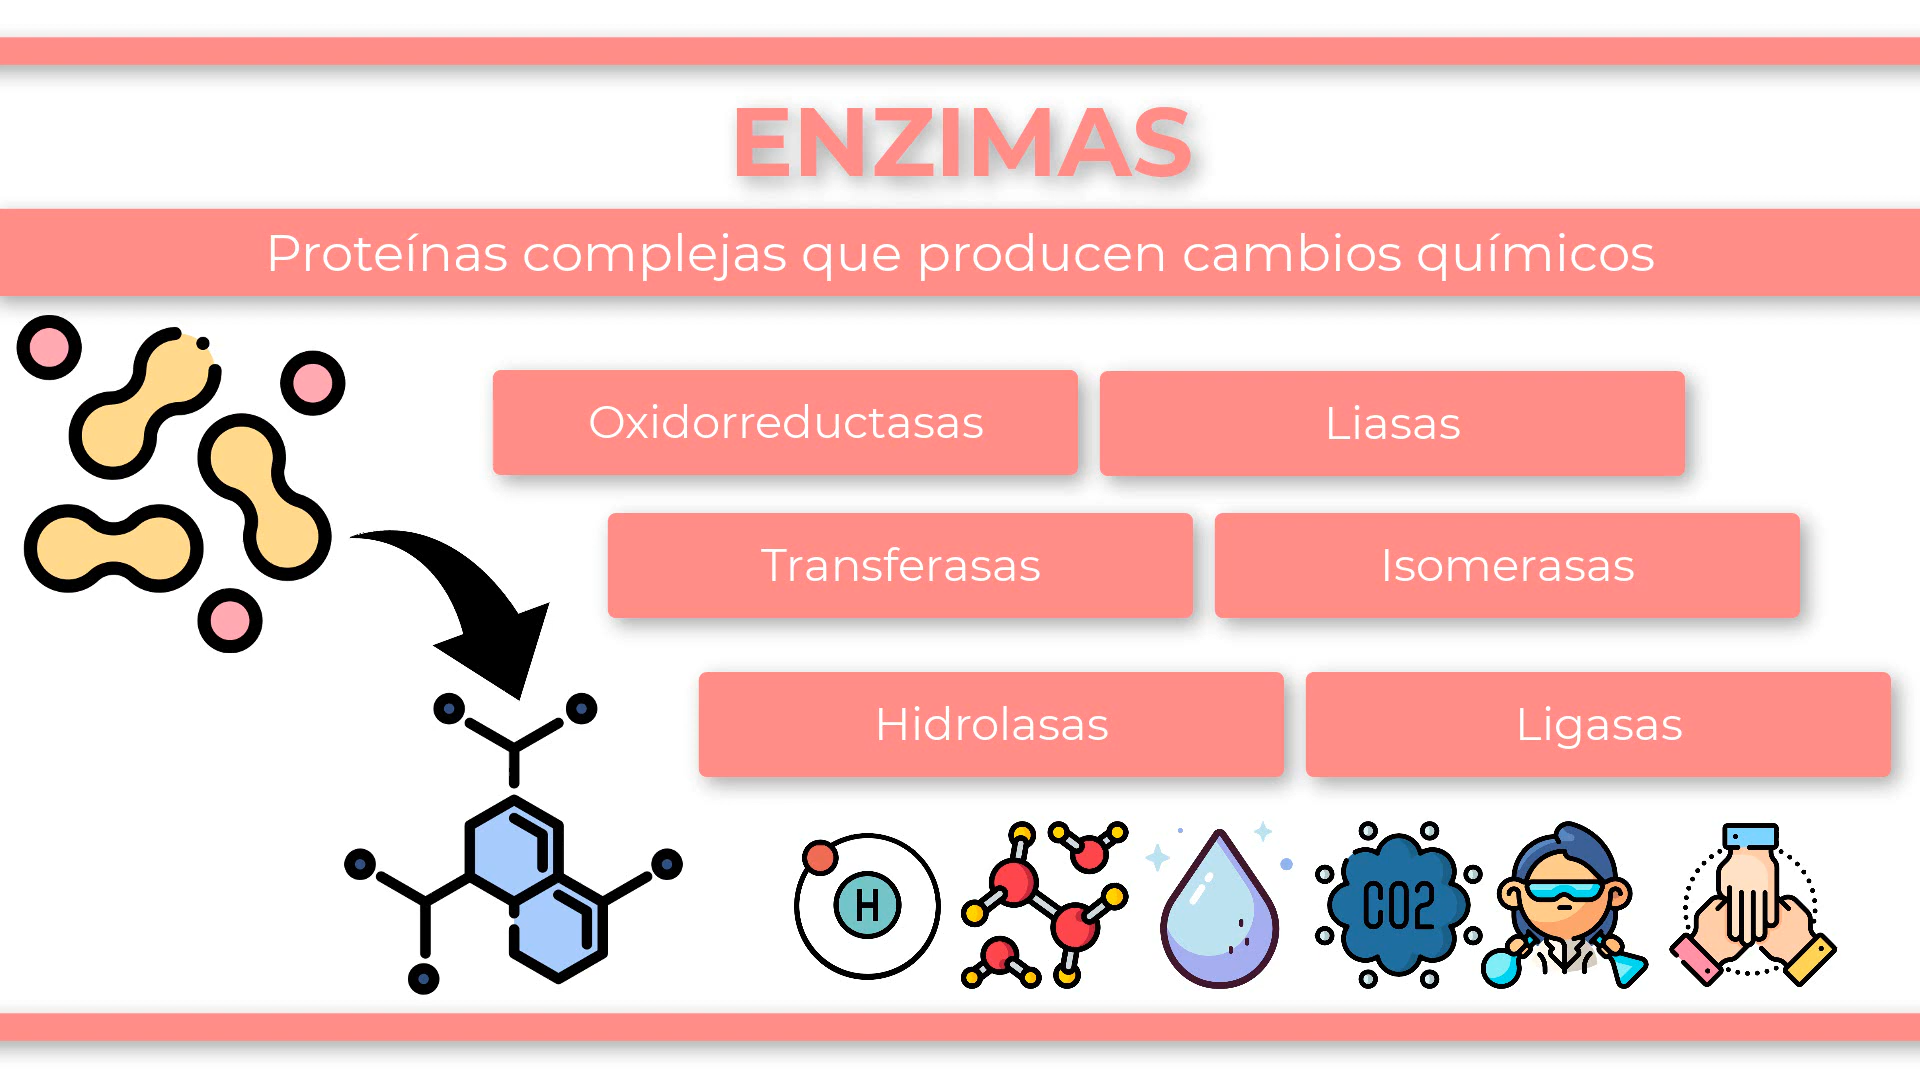 ENZIMAS
Proteínas complejas que producen cambios químicos
Oxidorreductasas
Liasas
Transferasas
Isomerasas
Hidrolasas
Ligasas
H
CO2